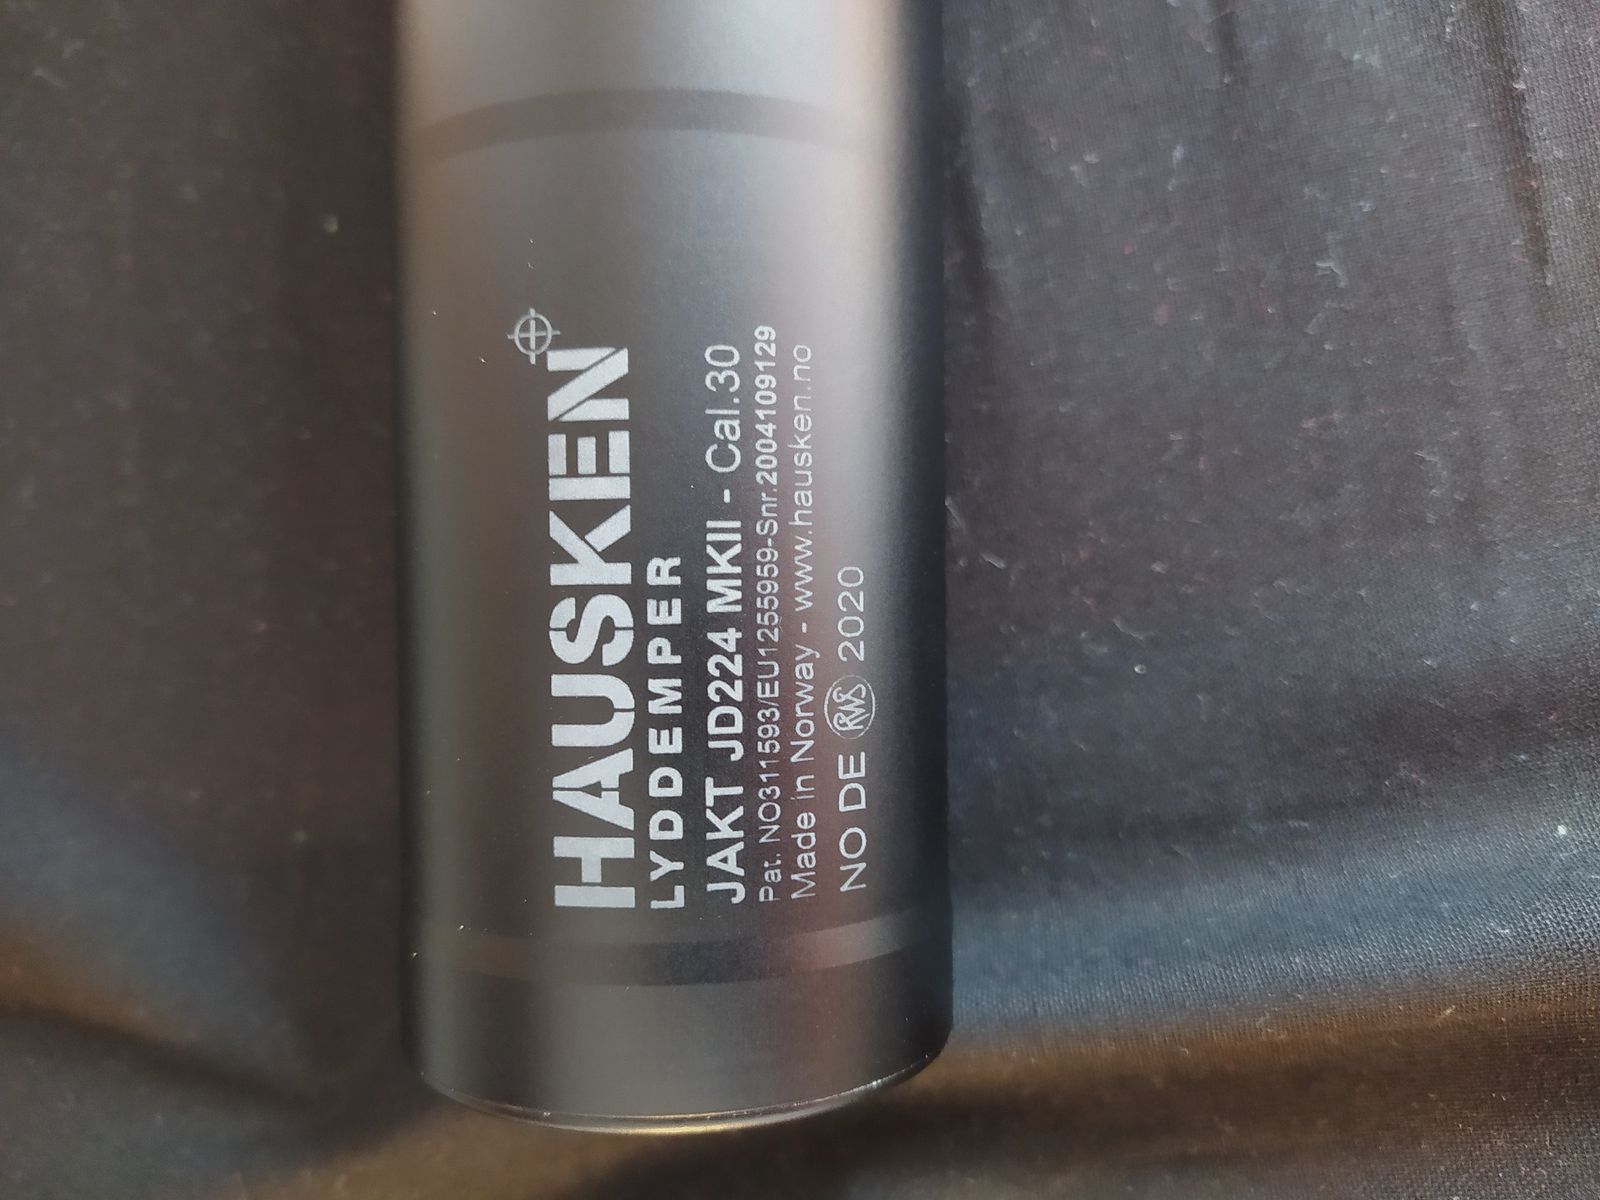 HAUSKEN
LYDDEMPER
JAKT JD224 MKII - Cal.30
Pat. NO311593/EU1255959-Snr.2004109129
Made in Norway - www.hausken.no
NO DE RWS 2020